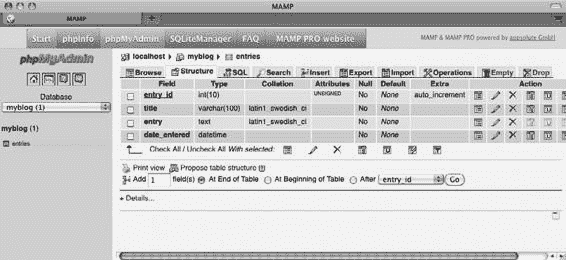 MAMP
MAMP
Start phpInfo phpMyAdmin SQLiteManager FAQ MAMP PRO website MAMP & MAMP PRO powered by appsolute GmbH
phpMyAdmin
localhost myblog entries
Browse Structure SQL Search Insert Export Import Operations Empty Drop
Database
myblog (1)
myblog (1)
entries
Field Type Collation Attributes Null Default Extra Action
entry_id int(10) UNSIGNED No None auto_increment
title varchar(100) latin1_swedish_ci No None
entry text latin1_swedish_ci No None
date_entered datetime No None
Check All / Uncheck All With selected:
Print view Propose table structure
Add 1 field(s) At End of Table At Beginning of Table After entry_id Go
+ Details...